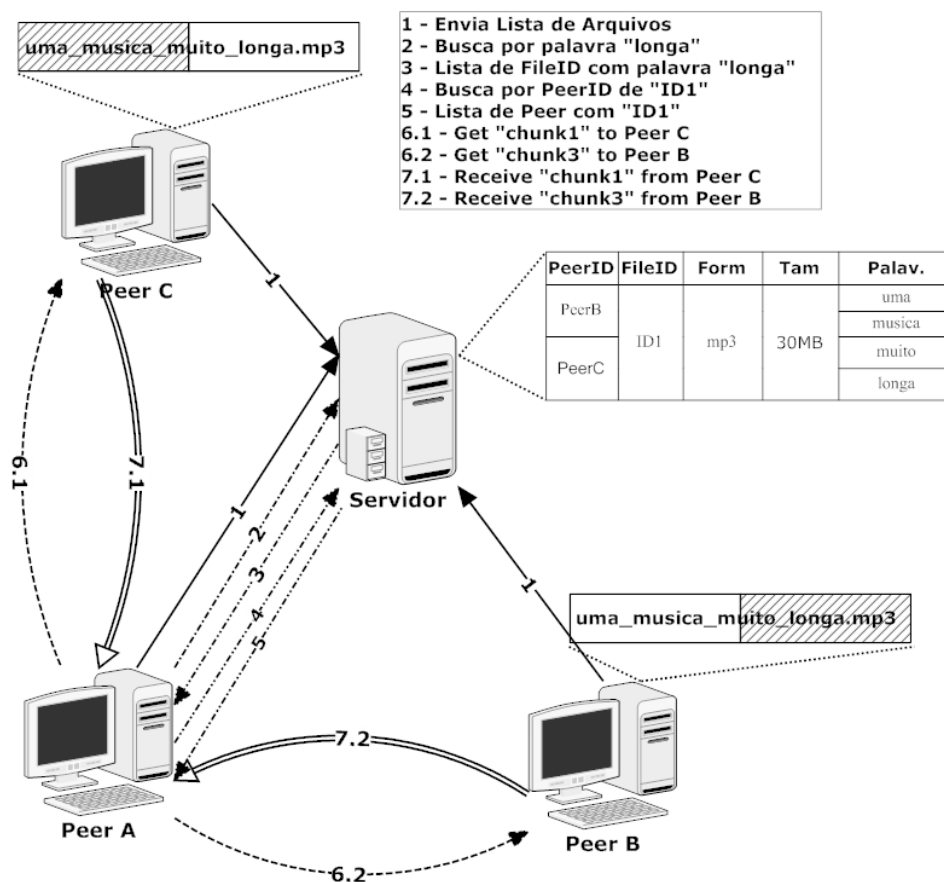 uma_musica_muito_longa.mp3
1 - Envia Lista de Arquivos
2 - Busca por palavra "longa"
3 - Lista de FileID com palavra "longa"
4 - Busca por PeerID de "ID1"
5 - Lista de Peer com "ID1"
6.1 - Get "chunk1" to Peer C
6.2 - Get "chunk3" to Peer B
7.1 - Receive "chunk1" from Peer C
7.2 - Receive "chunk3" from Peer B
Peer C
1
PeerID FileID Form Tam Palav.
PeerB
PeerC
ID1
mp3
30MB
uma
musica
muito
longa
6.1
7.1
1
2
3
4
5
Servidor
1
uma_musica_muito_longa.mp3
7.2
Peer A
Peer B
6.2